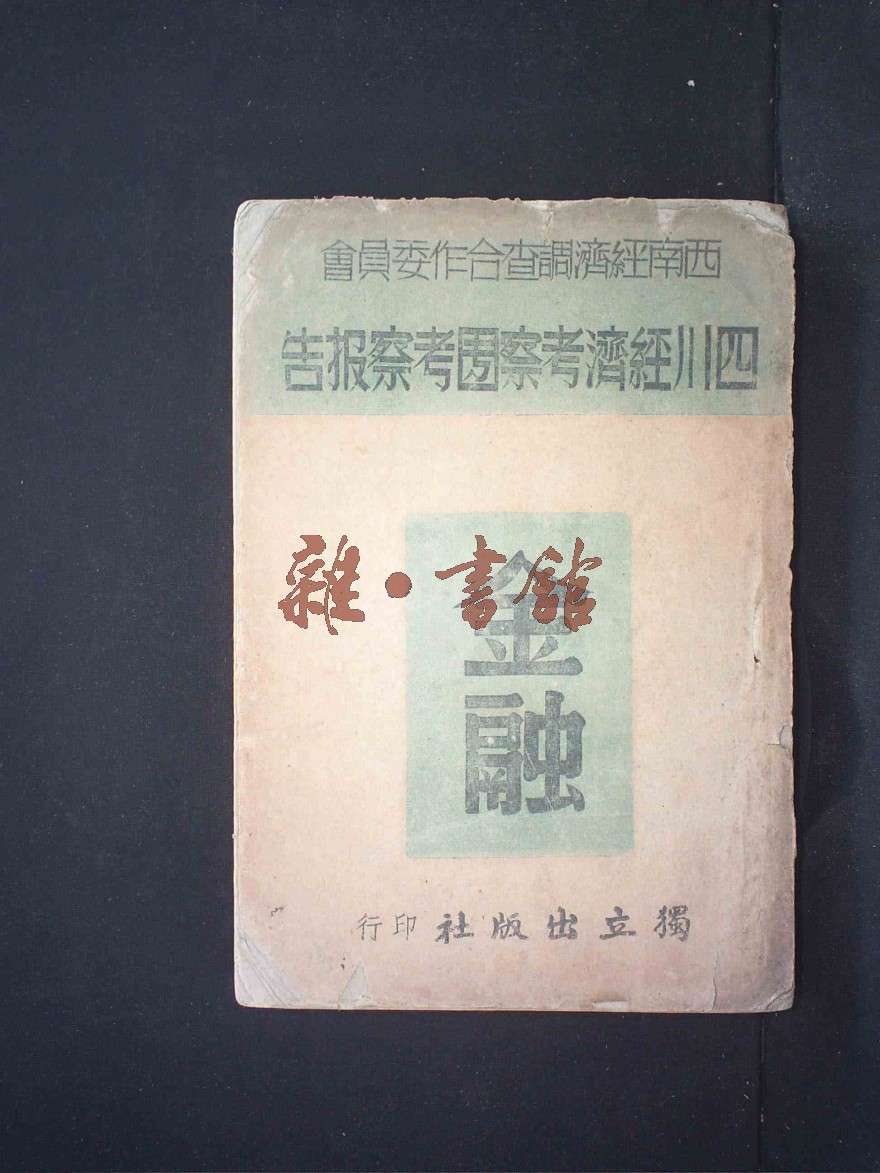 西南經濟調查合作委員會
四川經濟考察團考察报告
雜·書館
金融
獨立出版社印行